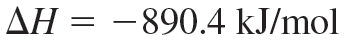 ΔH = −890.4 kJ/mol